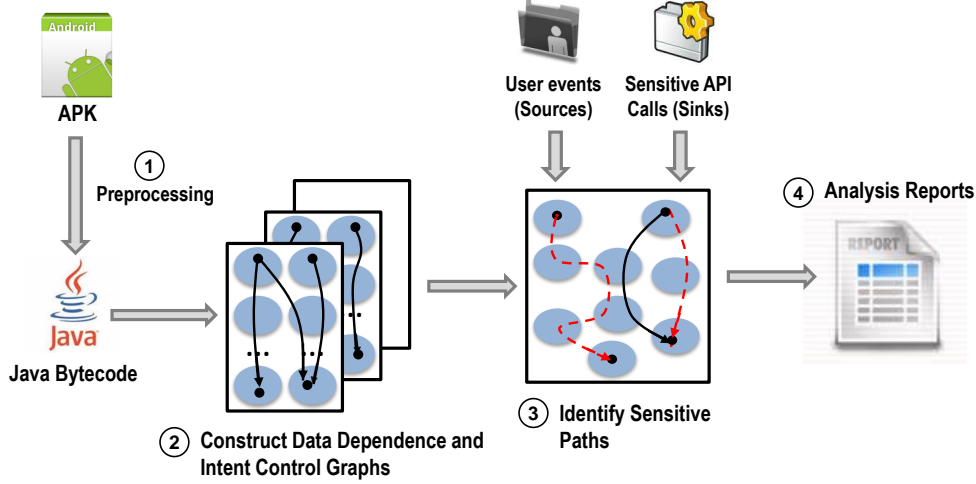 Android
APK
1
Preprocessing
Java
Java Bytecode
...
...
...
2
Construct Data Dependence and
Intent Control Graphs
User events
(Sources)
Sensitive API
Calls (Sinks)
3
Identify Sensitive
Paths
4
Analysis Reports
REPORT